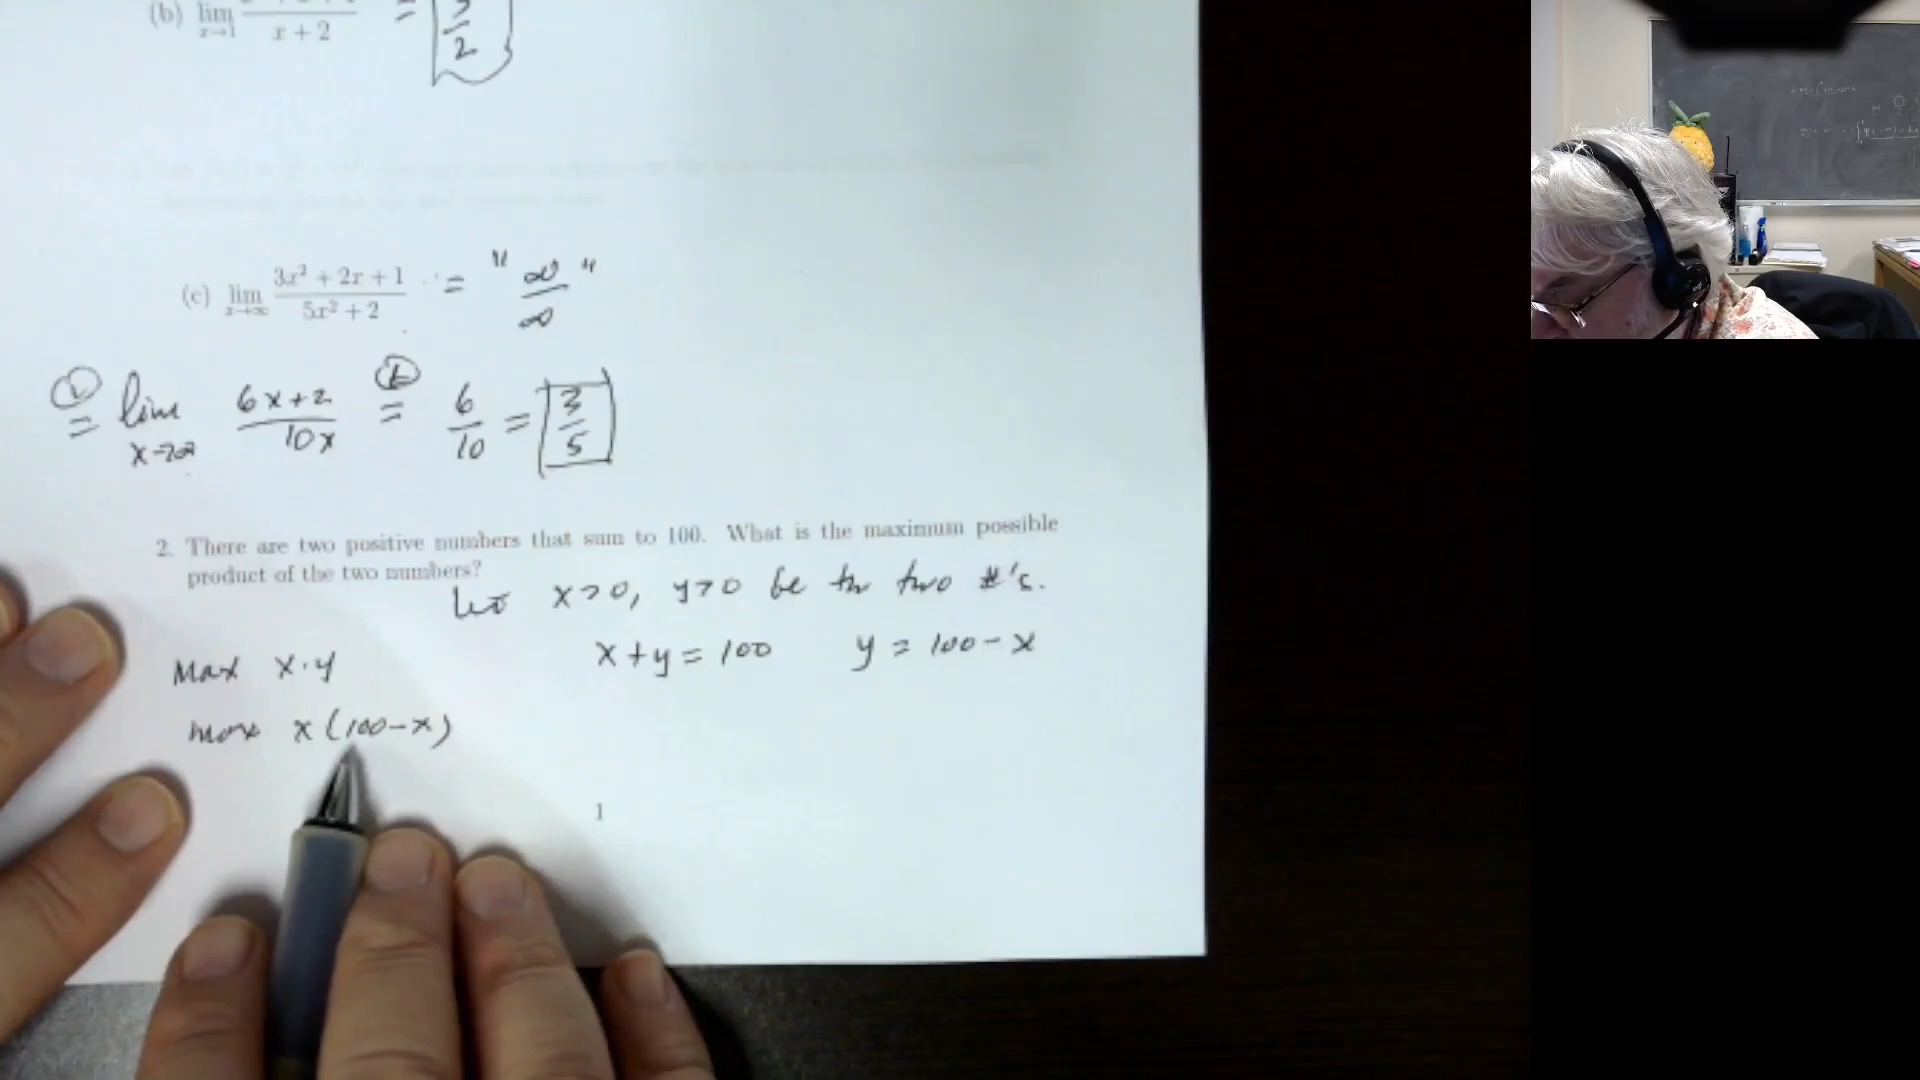 (b) lim x→1 x + 2 = 3/2
(c) lim x→∞ (3x² + 2x + 1)/(5x² + 2) = " ∞/∞ "
Ⓛ = lim x→∞ (6x+2)/(10x) Ⓛ = 6/10 = 3/5
2. There are two positive numbers that sum to 100. What is the maximum possible
product of the two numbers?
Let x>0, y>0 be the two #'s.
x+y = 100 y = 100 - x
Max x·y
max x(100-x)
1